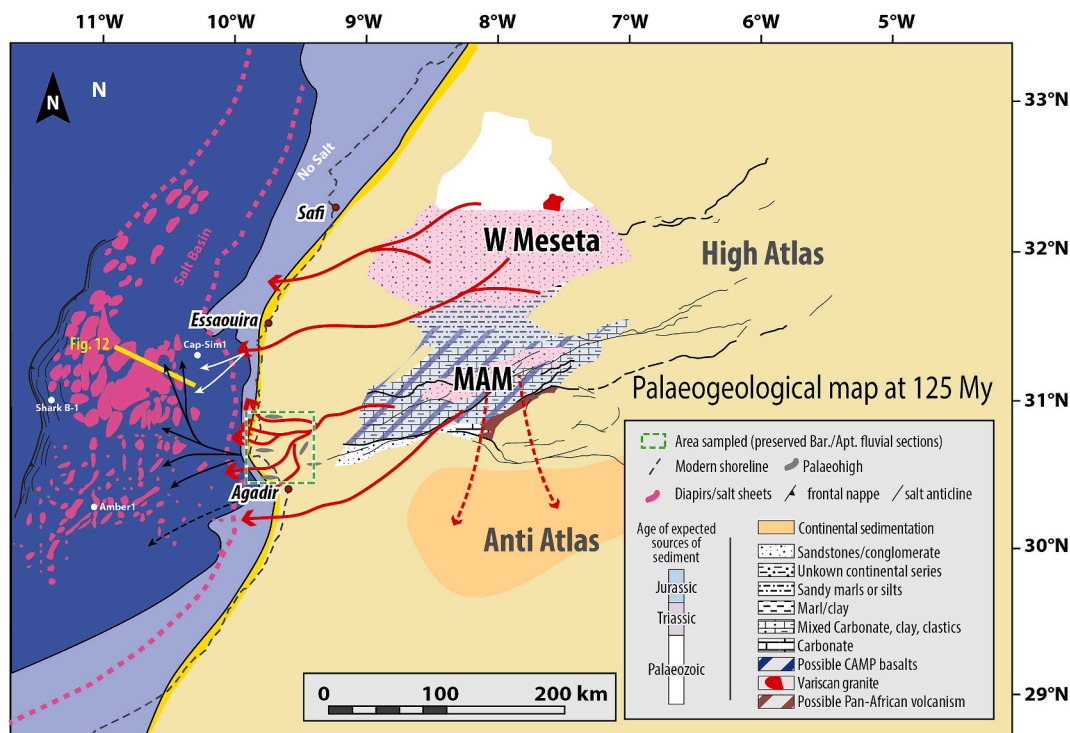 11°W 10°W 9°W 8°W 7°W 6°W 5°W
N
N
33°N
No Salt
Safi
Salt Basin
W Meseta
High Atlas
32°N
Essaouira
Fig. 12
Cap-Sim1
MAM
Palaeogeological map at 125 My
Shark B-1
31°N
Agadir
Amber1
Anti Atlas
30°N
29°N
Area sampled (preserved Bar./Apt. fluvial sections)
Modern shoreline
Palaeohigh
Diapirs/salt sheets
frontal nappe
salt anticline
Age of expected
sources of
sediment
Jurassic
Triassic
Palaeozoic
Continental sedimentation
Sandstones/conglomerate
Unkown continental series
Sandy marls or silts
Marl/clay
Mixed Carbonate, clay, clastics
Carbonate
Possible CAMP basalts
Variscan granite
Possible Pan-African volcanism
0 100 200 km